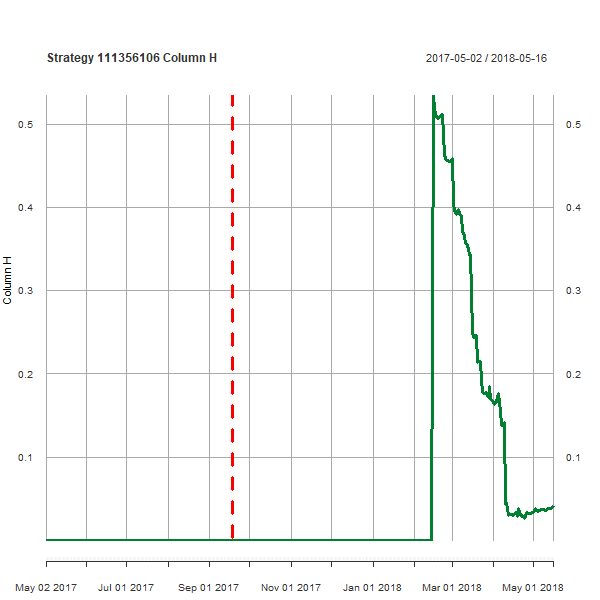 Strategy 111356106 Column H
2017-05-02 / 2018-05-16
0.5
0.5
0.4
0.4
Column H
0.3
0.3
0.2
0.2
0.1
0.1
May 02 2017
Jul 01 2017
Sep 01 2017
Nov 01 2017
Jan 01 2018
Mar 01 2018
May 01 2018